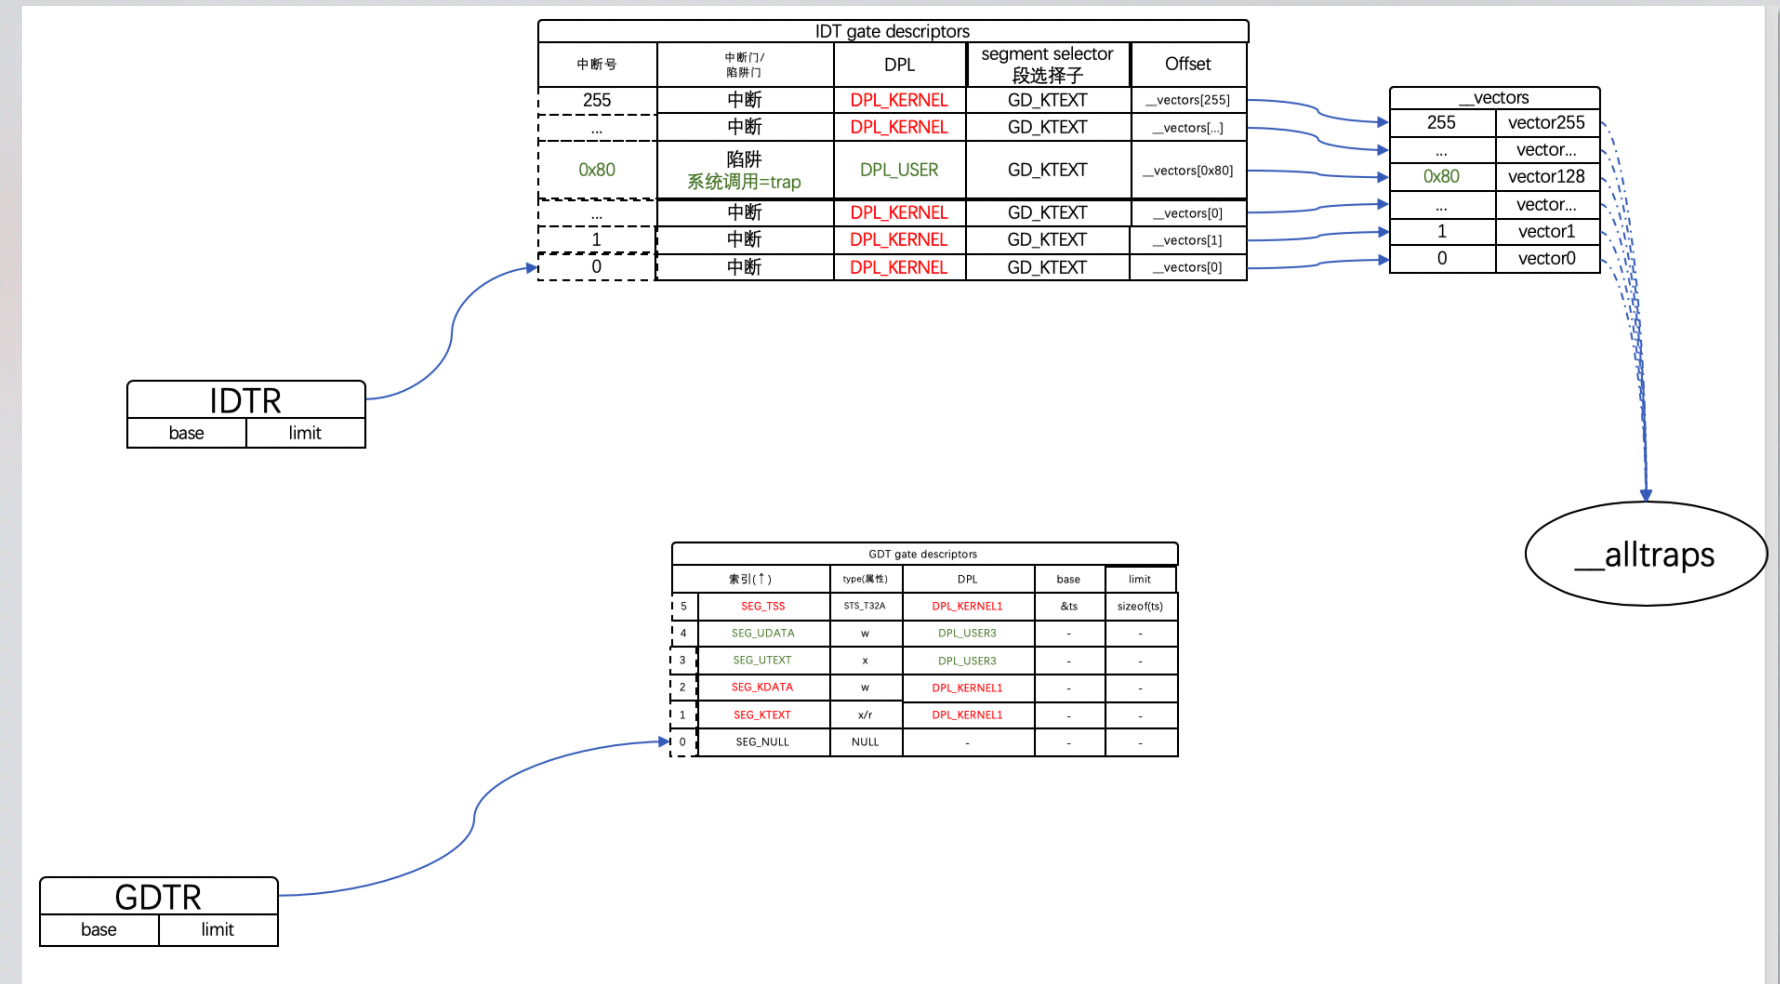 IDT gate descriptors
中断号 中断门/陷阱门 DPL segment selector 段选择子 Offset
255 中断 DPL_KERNEL GD_KTEXT __vectors[255]
... 中断 DPL_KERNEL GD_KTEXT __vectors[...]
0x80 陷阱 系统调用=trap DPL_USER GD_KTEXT __vectors[0x80]
... 中断 DPL_KERNEL GD_KTEXT __vectors[0]
1 中断 DPL_KERNEL GD_KTEXT __vectors[1]
0 中断 DPL_KERNEL GD_KTEXT __vectors[0]
__vectors
255 vector255
... vector...
0x80 vector128
... vector...
1 vector1
0 vector0
IDTR
base limit
__alltraps
GDT gate descriptors
索引(↑) type(属性) DPL base limit
5 SEG_TSS STS_T32A DPL_KERNEL1 &ts sizeof(ts)
4 SEG_UDATA w DPL_USER3 - -
3 SEG_UTEXT x DPL_USER3 - -
2 SEG_KDATA w DPL_KERNEL1 - -
1 SEG_KTEXT x/r DPL_KERNEL1 - -
0 SEG_NULL NULL - - -
GDTR
base limit